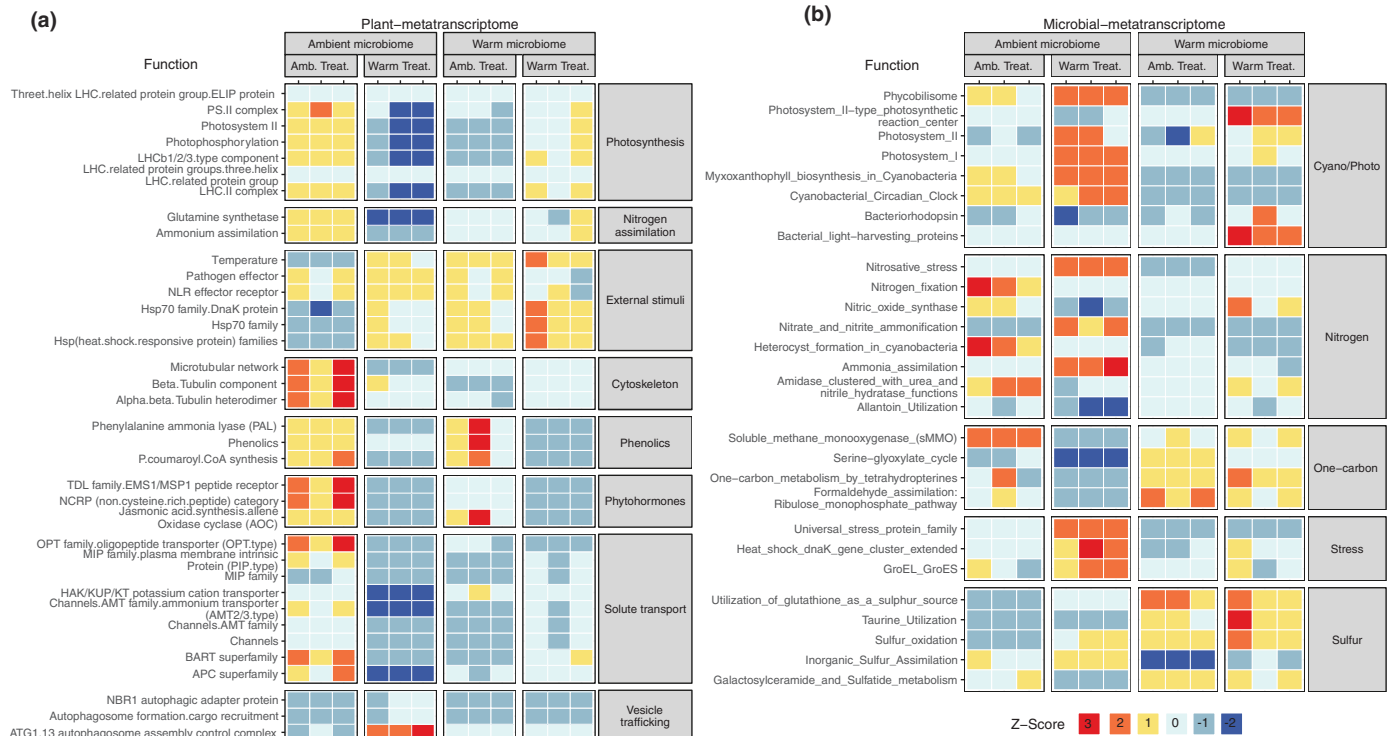 (a)
Plant−metatranscriptome
Ambient microbiome
Warm microbiome
Function
Amb. Treat.
Warm Treat.
Amb. Treat.
Warm Treat.
Threet.helix LHC.related protein group.ELIP protein
PS.II complex
Photosystem II
Photophosphorylation
LHCb1/2/3.type component
LHC.related protein groups.three.helix
LHC.related protein group
LHC.II complex
Photosynthesis
Glutamine synthetase
Ammonium assimilation
Nitrogen
assimilation
Temperature
Pathogen effector
NLR effector receptor
Hsp70 family.DnaK protein
Hsp70 family
Hsp(heat.shock.responsive protein) families
External stimuli
Microtubular network
Beta.Tubulin component
Alpha.beta.Tubulin heterodimer
Cytoskeleton
Phenylalanine ammonia lyase (PAL)
Phenolics
P.coumaroyl.CoA synthesis
Phenolics
TDL family.EMS1/MSP1 peptide receptor
NCRP (non.cysteine.rich.peptide) category
Jasmonic acid.synthesis.allene
Oxidase cyclase (AOC)
Phytohormones
OPT family.oligopeptide transporter (OPT.type)
MIP family.plasma membrane intrinsic
Protein (PIP.type)
MIP family
HAK/KUP/KT potassium cation transporter
Channels.AMT family.ammonium transporter
(AMT2/3.type)
Channels.AMT family
Channels
BART superfamily
APC superfamily
Solute transport
NBR1 autophagic adapter protein
Autophagosome formation.cargo recruitment
ATG1.13 autophagosome assembly control complex
Vesicle
trafficking
(b)
Microbial−metatranscriptome
Ambient microbiome
Warm microbiome
Function
Amb. Treat.
Warm Treat.
Amb. Treat.
Warm Treat.
Phycobilisome
Photosystem_II−type_photosynthetic
reaction_center
Photosystem_II
Photosystem_I
Myxoxanthophyll_biosynthesis_in_Cyanobacteria
Cyanobacterial_Circadian_Clock
Bacteriorhodopsin
Bacterial_light−harvesting_proteins
Cyano/Photo
Nitrosative_stress
Nitrogen_fixation
Nitric_oxide_synthase
Nitrate_and_nitrite_ammonification
Heterocyst_formation_in_cyanobacteria
Ammonia_assimilation
Amidase_clustered_with_urea_and
nitrile_hydratase_functions
Allantoin_Utilization
Nitrogen
Soluble_methane_monooxygenase_(sMMO)
Serine−glyoxylate_cycle
One−carbon_metabolism_by_tetrahydropterines
Formaldehyde_assimilation:
Ribulose_monophosphate_pathway
One−carbon
Universal_stress_protein_family
Heat_shock_dnaK_gene_cluster_extended
GroEL_GroES
Stress
Utilization_of_glutathione_as_a_sulphur_source
Taurine_Utilization
Sulfur_oxidation
Inorganic_Sulfur_Assimilation
Galactosylceramide_and_Sulfatide_metabolism
Sulfur
Z−Score 3 2 1 0 -1 -2